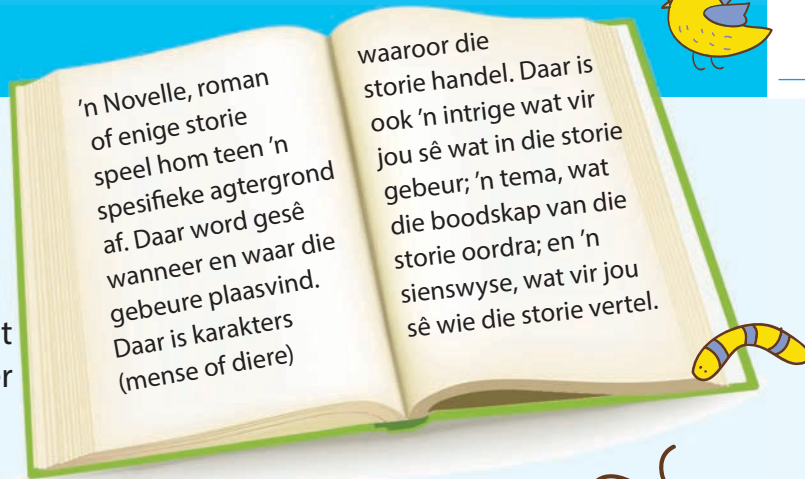 'n Novelle, roman
of enige storie
speel hom teen 'n
spesifieke agtergrond
af. Daar word gesê
wanneer en waar die
gebeure plaasvind.
Daar is karakters
(mense of diere)
waaroor die
storie handel. Daar is
ook 'n intrige wat vir
jou sê wat in die storie
gebeur; 'n tema, wat
die boodskap van die
storie oordra; en 'n
sienswyse, wat vir jou
sê wie die storie vertel.